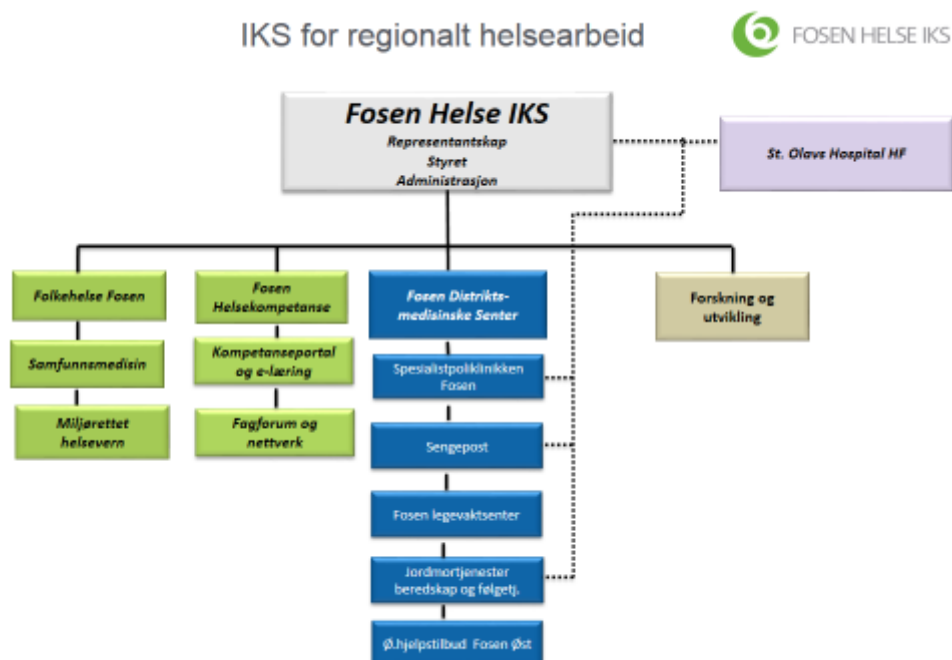 IKS for regionalt helsearbeid
FOSEN HELSE IKS
Fosen Helse IKS
Representantskap
Styret
Administrasjon
St. Olavs Hospital HF
Folkehelse Fosen
Samfunnsmedisin
Miljørettet
helsevern
Fosen
Helsekompetanse
Kompetanseportal
og e-læring
Fagforum og
nettverk
Fosen Distrikts-
medisinske Senter
Spesialistpoliklinikken
Fosen
Sengepost
Fosen legevaktsenter
Jordmortjenester
beredskap og følgetj.
Ø.hjelpstilbud Fosen Øst
Forskning og
utvikling